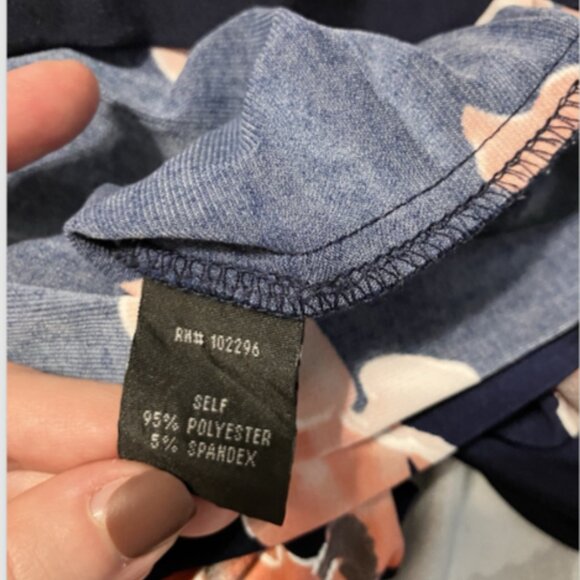 RN# 102296
SELF
95% POLYESTER
5% SPANDEX